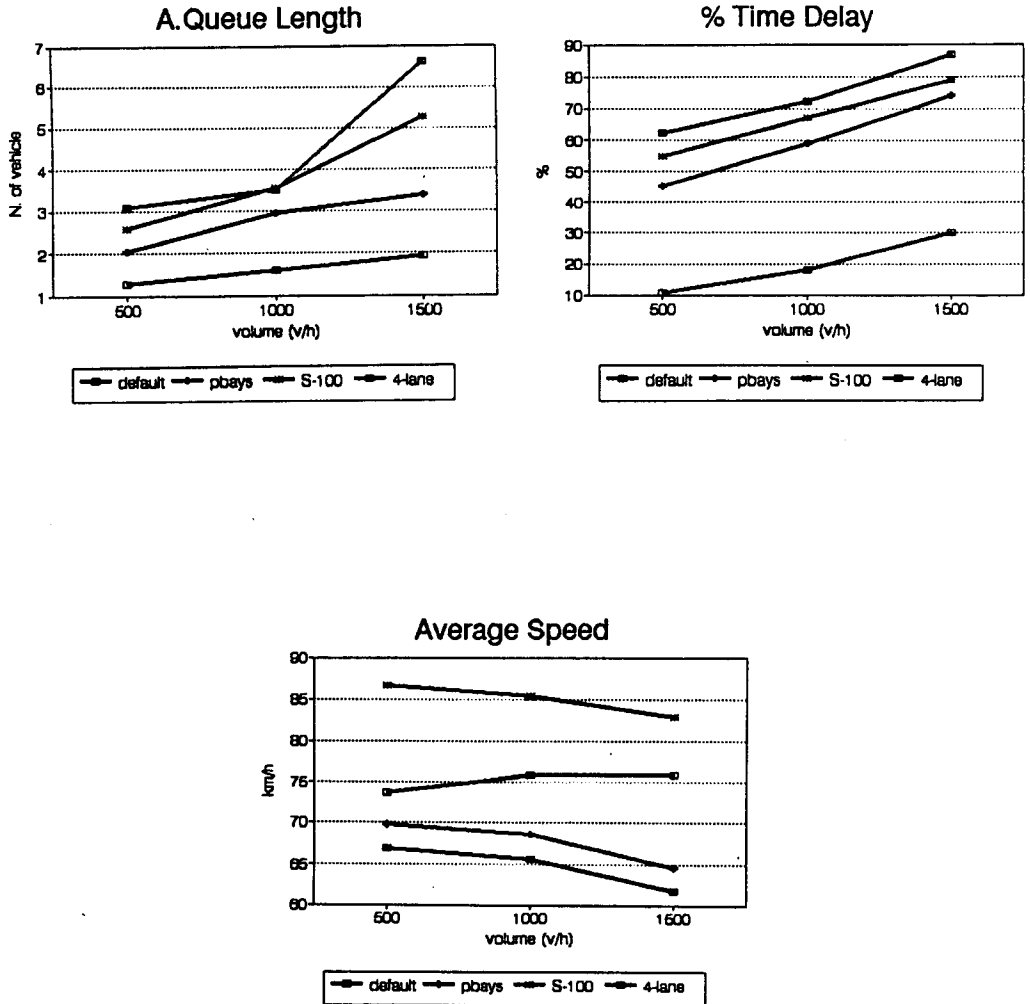 A.Queue Length
7
6
5
4
3
2
1
N. of vehicle
500 1000 1500
volume (v/h)
default pbays S-100 4-lane
% Time Delay
90
80
70
60
50
40
30
20
10
%
500 1000 1500
volume (v/h)
default pbays S-100 4-lane
Average Speed
90
85
80
75
70
65
60
km/h
500 1000 1500
volume (v/h)
default pbays S-100 4-lane